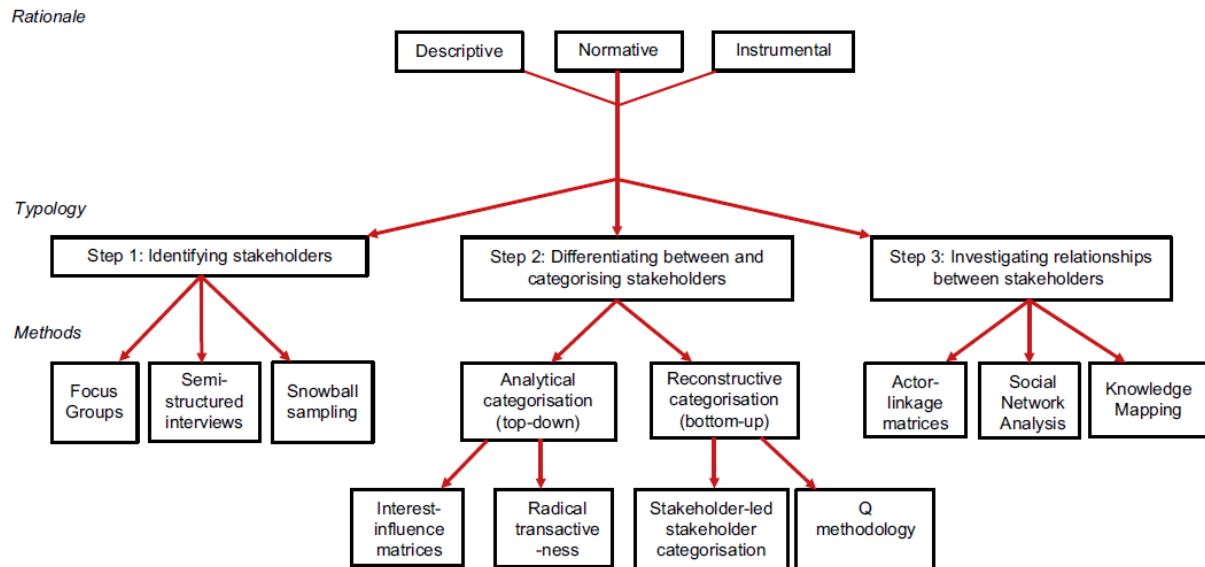 Rationale
Descriptive
Normative
Instrumental
Typology
Step 1: Identifying stakeholders
Step 2: Differentiating between and
categorising stakeholders
Step 3: Investigating relationships
between stakeholders
Methods
Focus
Groups
Semi-
structured
interviews
Snowball
sampling
Analytical
categorisation
(top-down)
Reconstructive
categorisation
(bottom-up)
Actor-
linkage
matrices
Social
Network
Analysis
Knowledge
Mapping
Interest-
influence
matrices
Radical
transactive
-ness
Stakeholder-led
stakeholder
categorisation
Q
methodology